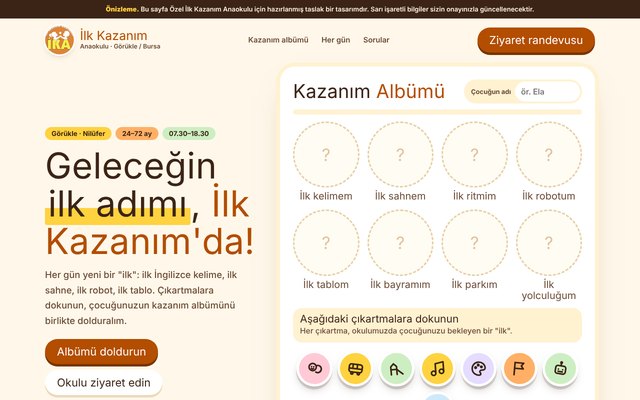 Önizleme. Bu sayfa Özel İlk Kazanım Anaokulu için hazırlanmış taslak bir tasarımdır. Sarı işaretli bilgiler sizin onayınızla güncellenecektir.
İKA
İlk Kazanım
Anaokulu · Görükle / Bursa
Kazanım albümü
Her gün
Sorular
Ziyaret randevusu
Görükle · Nilüfer
24–72 ay
07.30–18.30
Geleceğin
ilk adımı, İlk
Kazanım'da!
Her gün yeni bir "ilk": ilk İngilizce kelime, ilk
sahne, ilk robot, ilk tablo. Çıkartmalara
dokunun, çocuğunuzun kazanım albümünü
birlikte dolduralım.
Albümü doldurun
Okulu ziyaret edin
Kazanım Albümü
Çocuğun adı
ör. Ela
?
?
?
?
İlk kelimem
İlk sahnem
İlk ritmim
İlk robotum
?
?
?
?
İlk tablom
İlk bayramım
İlk parkım
İlk
yolculuğum
Aşağıdaki çıkartmalara dokunun
Her çıkartma, okulumuzda çocuğunuzu bekleyen bir "ilk".